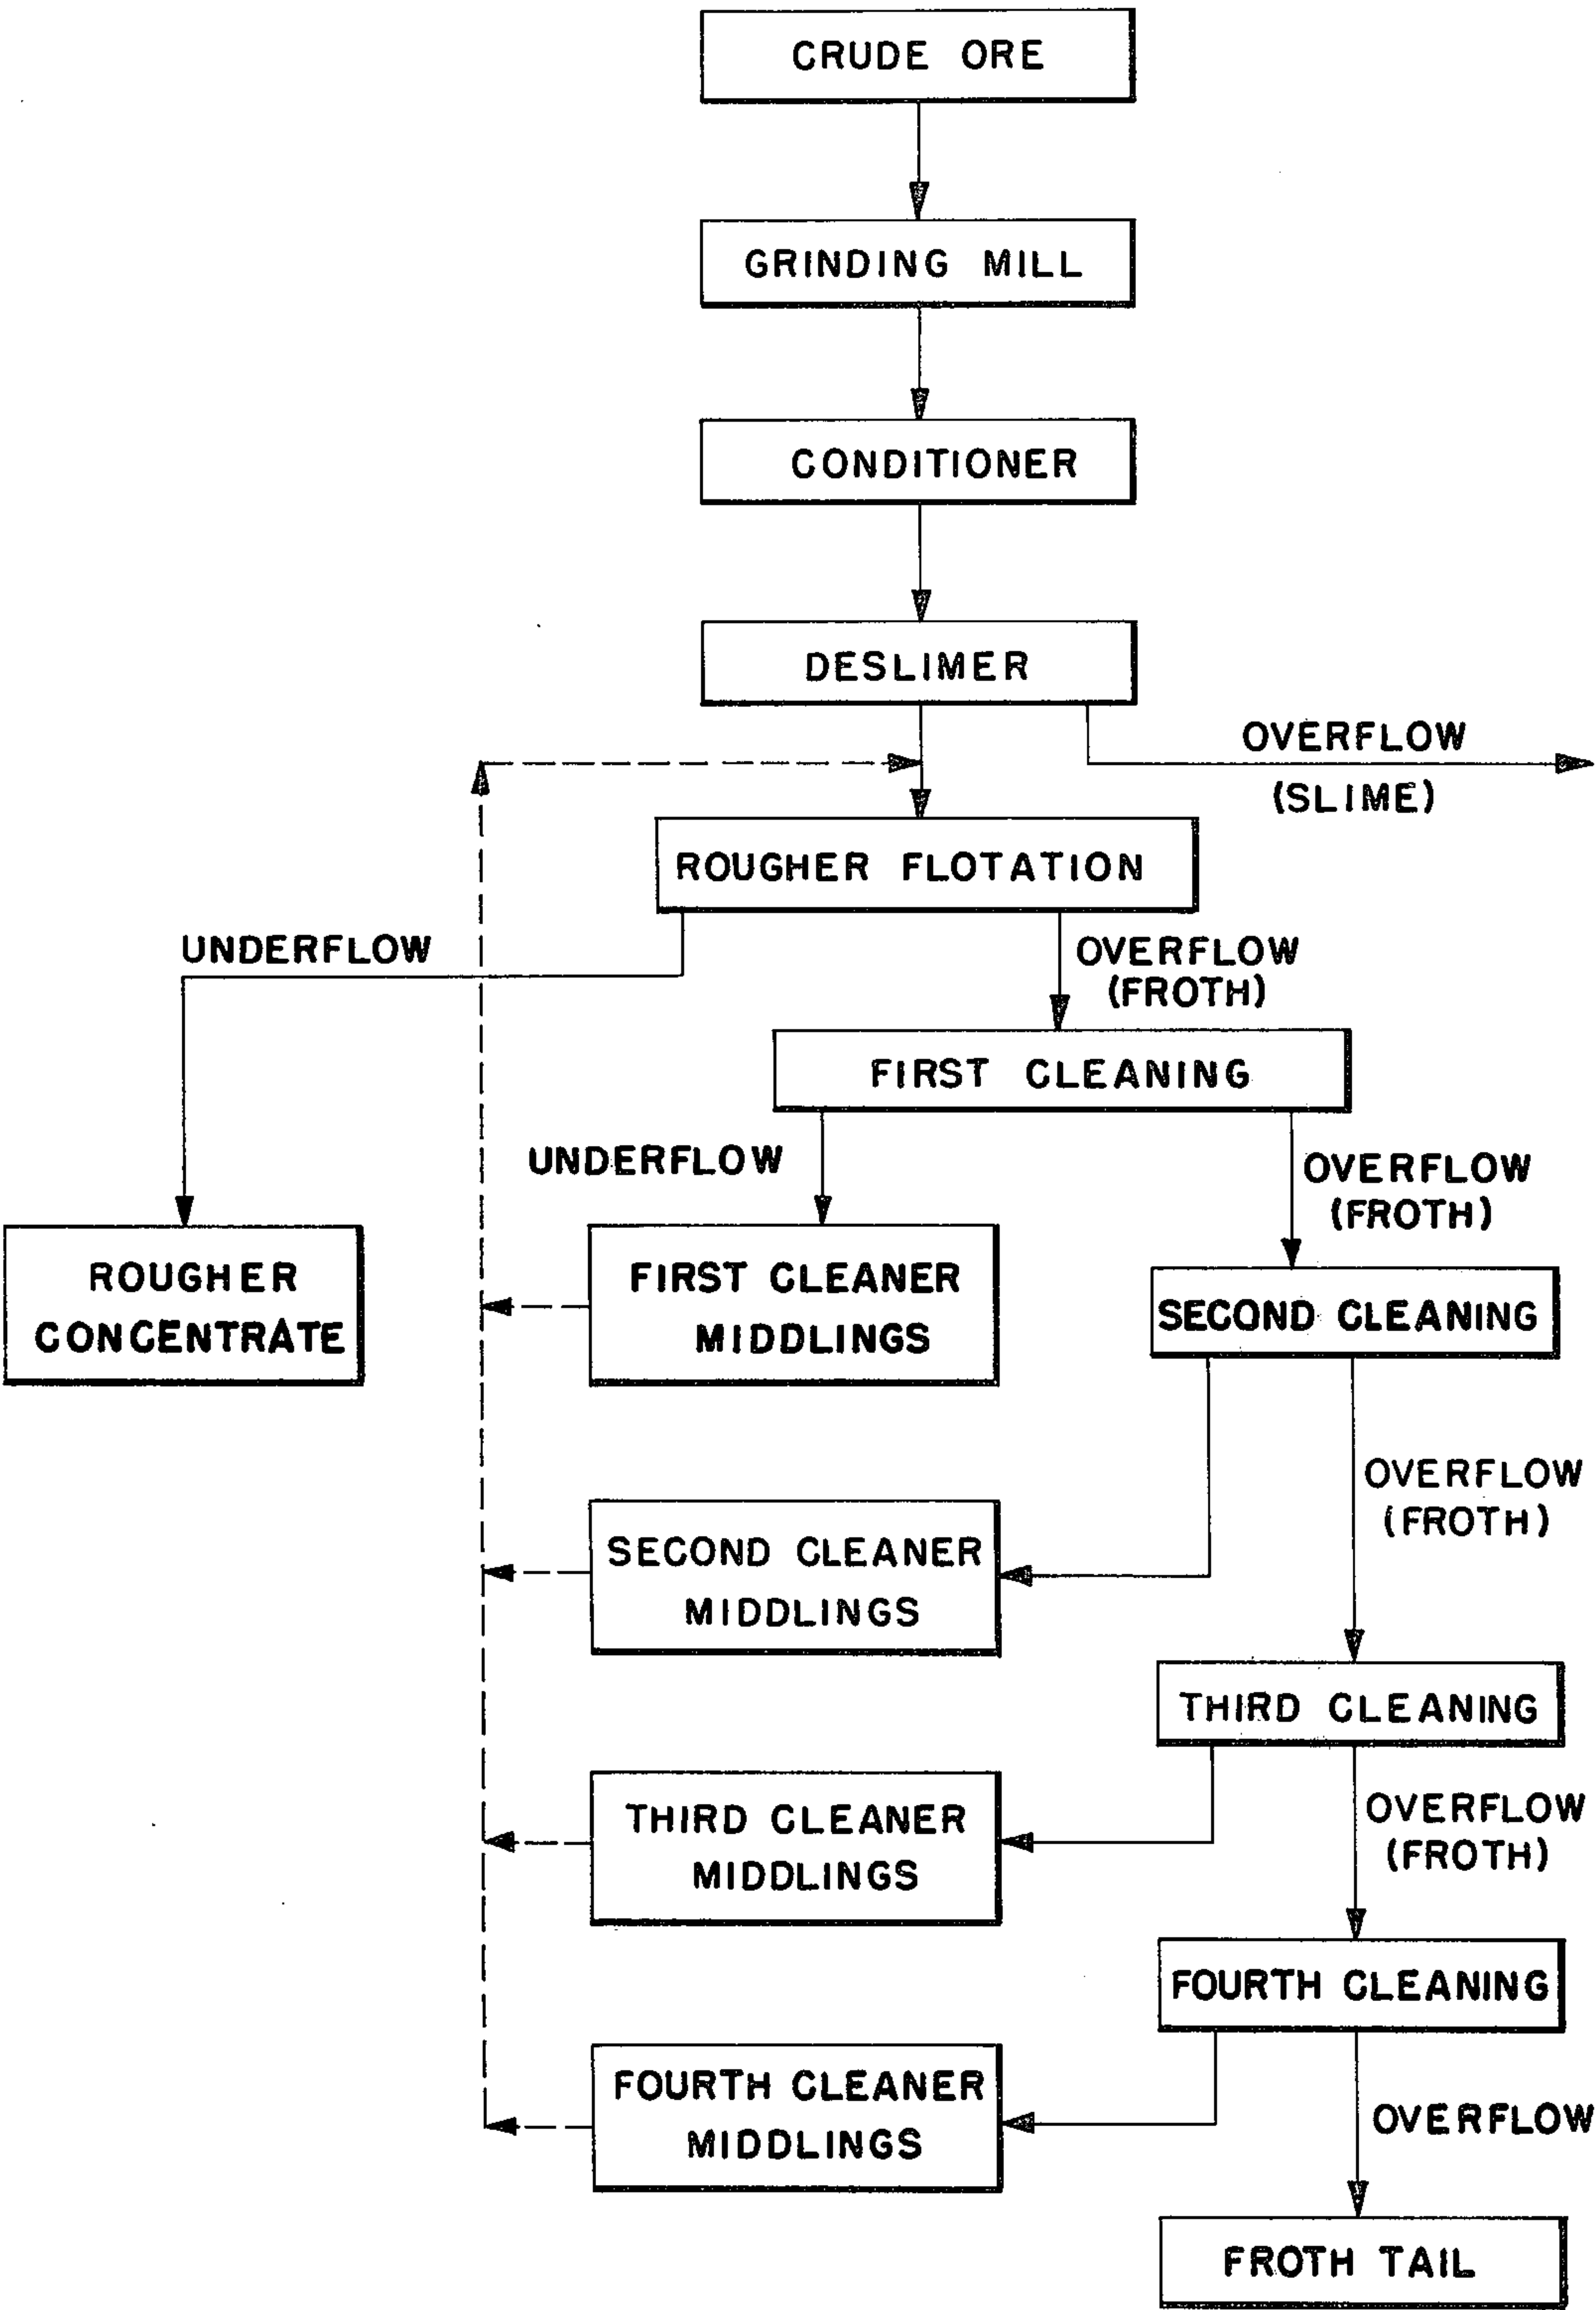 CRUDE ORE
GRINDING MILL
CONDITIONER
DESLIMER
OVERFLOW
(SLIME)
ROUGHER FLOTATION
UNDERFLOW
OVERFLOW
(FROTH)
FIRST CLEANING
UNDERFLOW
OVERFLOW
(FROTH)
ROUGHER
CONCENTRATE
FIRST CLEANER
MIDDLINGS
SECOND CLEANING
OVERFLOW
(FROTH)
SECOND CLEANER
MIDDLINGS
THIRD CLEANING
THIRD CLEANER
MIDDLINGS
OVERFLOW
(FROTH)
FOURTH CLEANING
FOURTH CLEANER
MIDDLINGS
OVERFLOW
FROTH TAIL